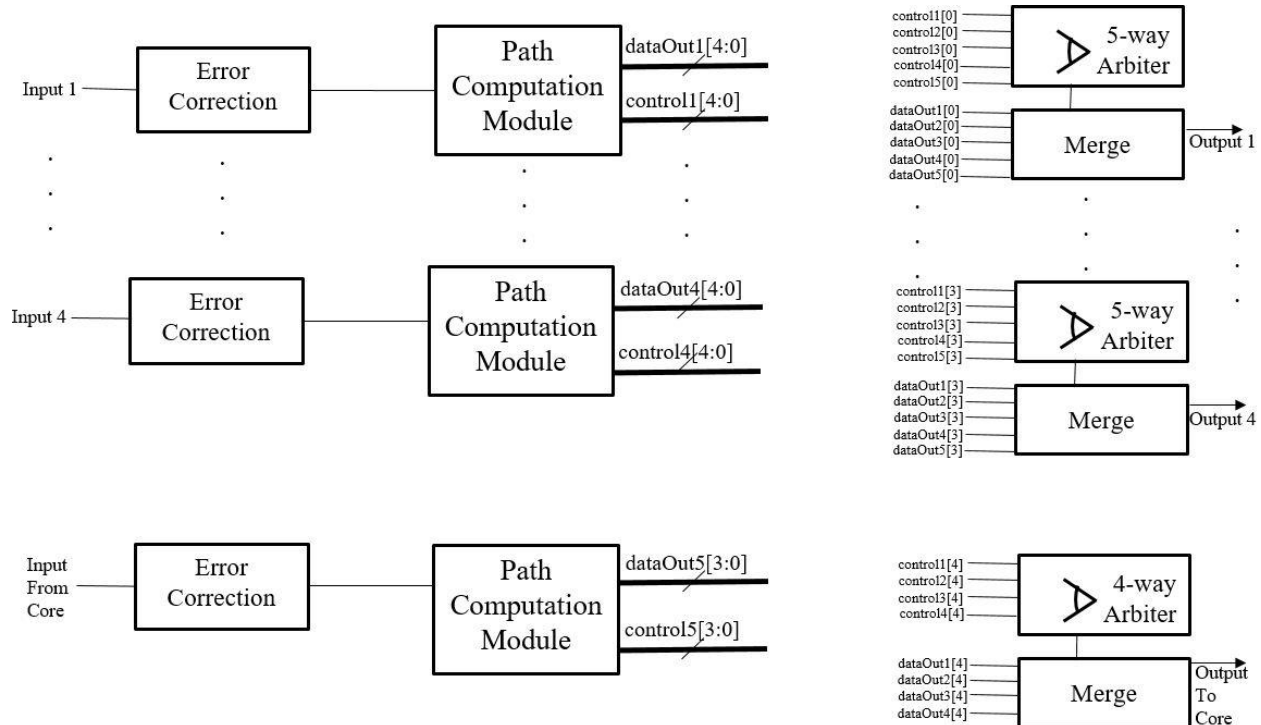 Input 1
Error
Correction
Path
Computation
Module
dataOut1[4:0]
control1[4:0]
control1[0]
control2[0]
control3[0]
control4[0]
control5[0]
5-way
Arbiter
dataOut1[0]
dataOut2[0]
dataOut3[0]
dataOut4[0]
dataOut5[0]
Merge
Output 1
Input 4
Error
Correction
Path
Computation
Module
dataOut4[4:0]
control4[4:0]
control1[3]
control2[3]
control3[3]
control4[3]
control5[3]
5-way
Arbiter
dataOut1[3]
dataOut2[3]
dataOut3[3]
dataOut4[3]
dataOut5[3]
Merge
Output 4
Input
From
Core
Error
Correction
Path
Computation
Module
dataOut5[3:0]
control5[3:0]
control1[4]
control2[4]
control3[4]
control4[4]
4-way
Arbiter
dataOut1[4]
dataOut2[4]
dataOut3[4]
dataOut4[4]
Merge
Output
To
Core